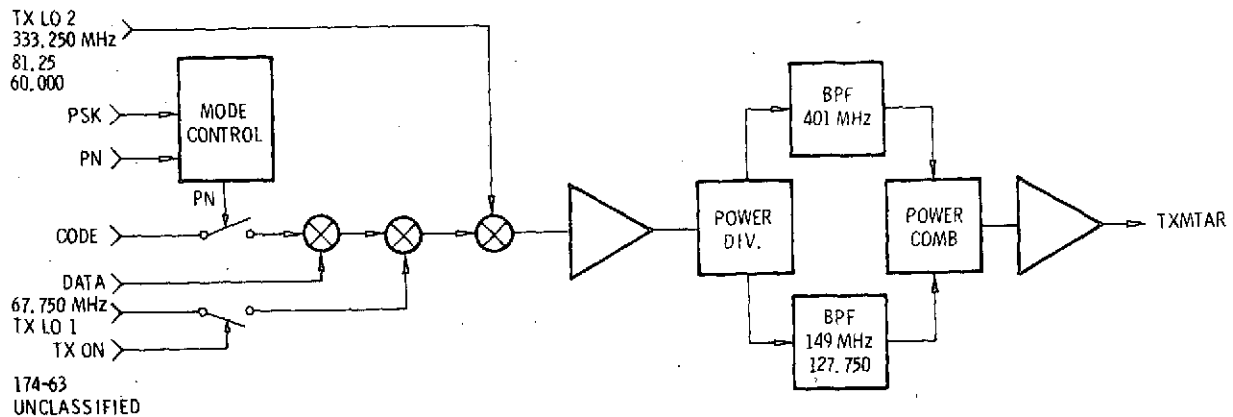 TX LO 2
333.250 MHz
81.25
60.000
PSK
PN
MODE
CONTROL
PN
CODE
DATA
67.750 MHz
TX LO 1
TX ON
BPF
401 MHz
POWER
DIV.
POWER
COMB
TXMTAR
BPF
149 MHz
127.750
174-63
UNCLASSIFIED